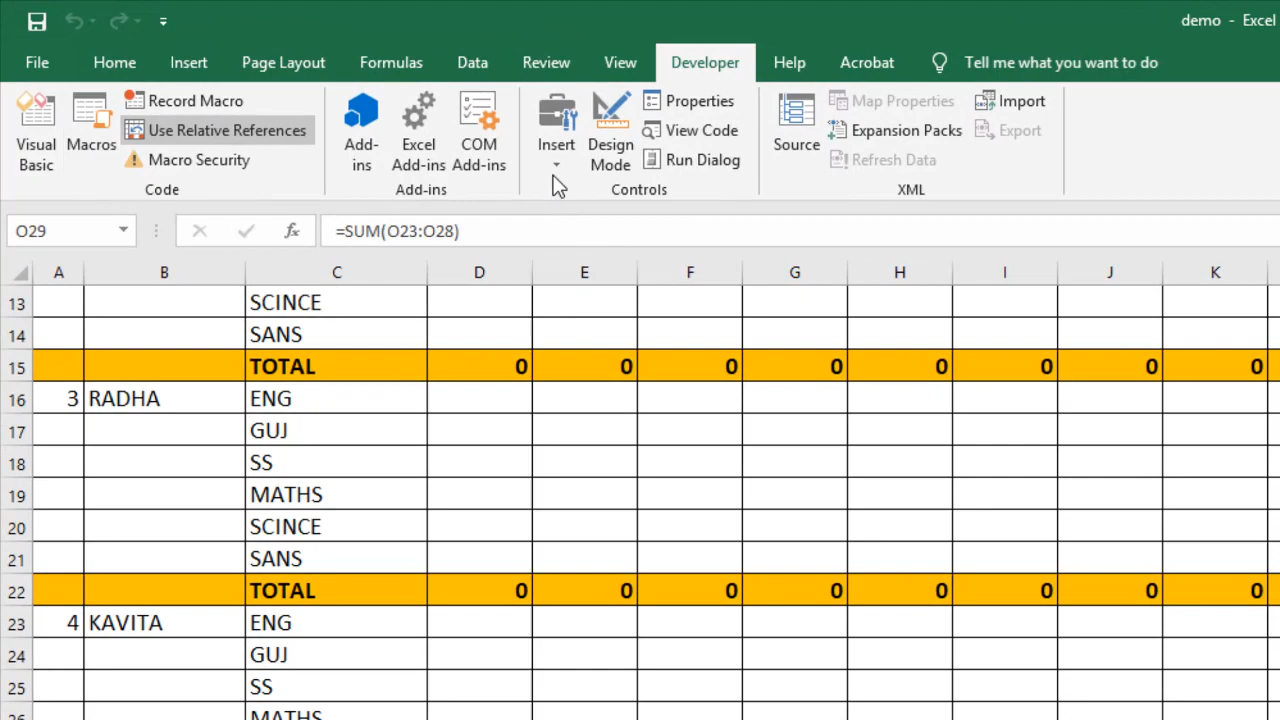 demo - Excel
File Home Insert Page Layout Formulas Data Review View Developer Help Acrobat Tell me what you want to do
Visual Basic
Macros
Record Macro
Use Relative References
Macro Security
Code
Add-ins
Excel Add-ins
COM Add-ins
Add-ins
Insert
Design Mode
Properties
View Code
Run Dialog
Controls
Source
Map Properties
Expansion Packs
Refresh Data
Import
Export
XML
O29 fx =SUM(O23:O28)
A B C D E F G H I J K
13 SCINCE
14 SANS
15 TOTAL 0 0 0 0 0 0 0 0
16 3 RADHA ENG
17 GUJ
18 SS
19 MATHS
20 SCINCE
21 SANS
22 TOTAL 0 0 0 0 0 0 0 0
23 4 KAVITA ENG
24 GUJ
25 SS
26 MATHS